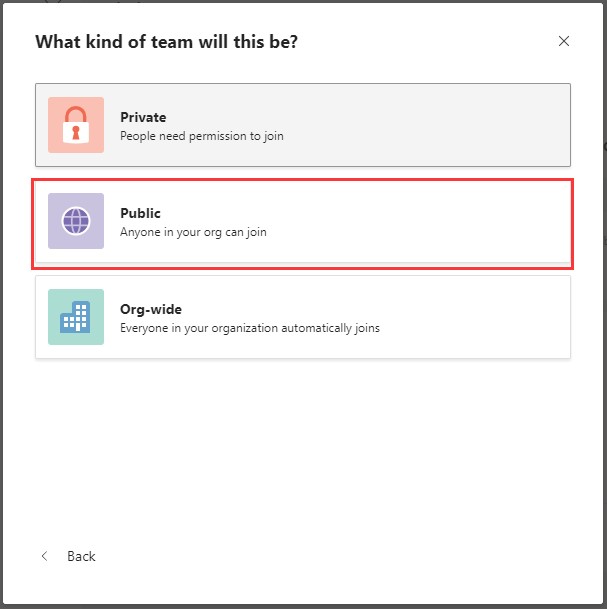 What kind of team will this be?
Private
People need permission to join
Public
Anyone in your org can join
Org-wide
Everyone in your organization automatically joins
Back